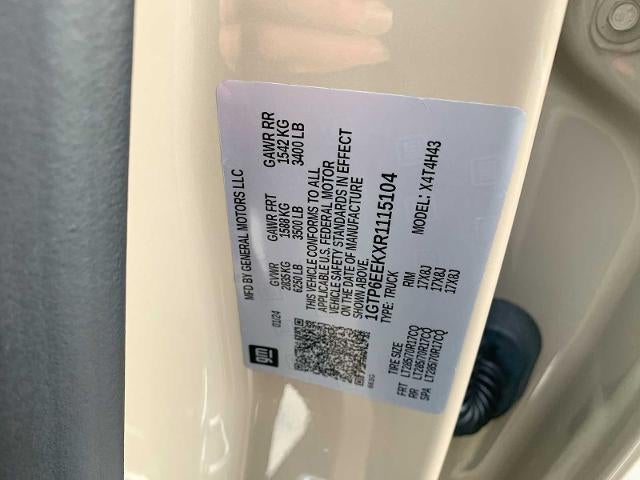 MFD BY GENERAL MOTORS LLC
01/24 GVWR GAWR FRT GAWR RR
2835 KG 1588 KG 1542 KG
6250 LB 3500 LB 3400 LB
THIS VEHICLE CONFORMS TO ALL
APPLICABLE U.S. FEDERAL MOTOR
VEHICLE SAFETY STANDARDS IN EFFECT
ON THE DATE OF MANUFACTURE
SHOWN ABOVE.
1GTP6EEKXR1115104
TYPE: TRUCK MODEL: X4T4H43
TIRE SIZE RIM
FRT LT285/70R17CQ 17X8J
RR LT285/70R17CQ 17X8J
SPA LT285/70R17CQ 17X8J
gm